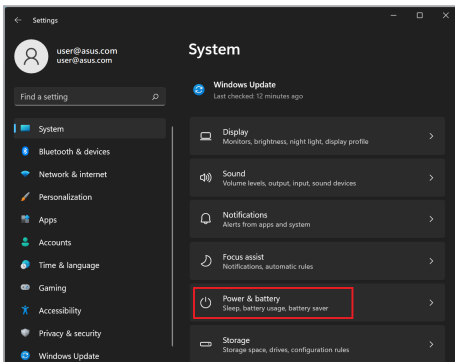 Settings
user@asus.com
user@asus.com
Find a setting
System
Bluetooth & devices
Network & internet
Personalization
Apps
Accounts
Time & language
Gaming
Accessibility
Privacy & security
Windows Update
System
Windows Update
Last checked: 12 minutes ago
Display
Monitors, brightness, night light, display profile
Sound
Volume levels, output, input, sound devices
Notifications
Alerts from apps and system
Focus assist
Notifications, automatic rules
Power & battery
Sleep, battery usage, battery saver
Storage
Storage space, drives, configuration rules